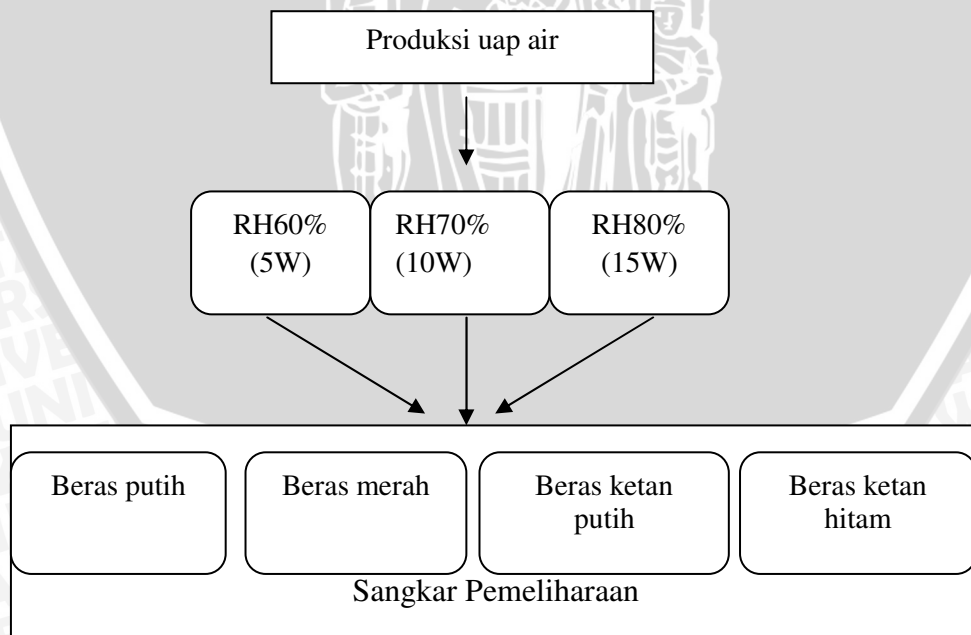 Produksi uap air
RH60%
(5W)
RH70%
(10W)
RH80%
(15W)
Beras putih
Beras merah
Beras ketan
putih
Beras ketan
hitam
Sangkar Pemeliharaan